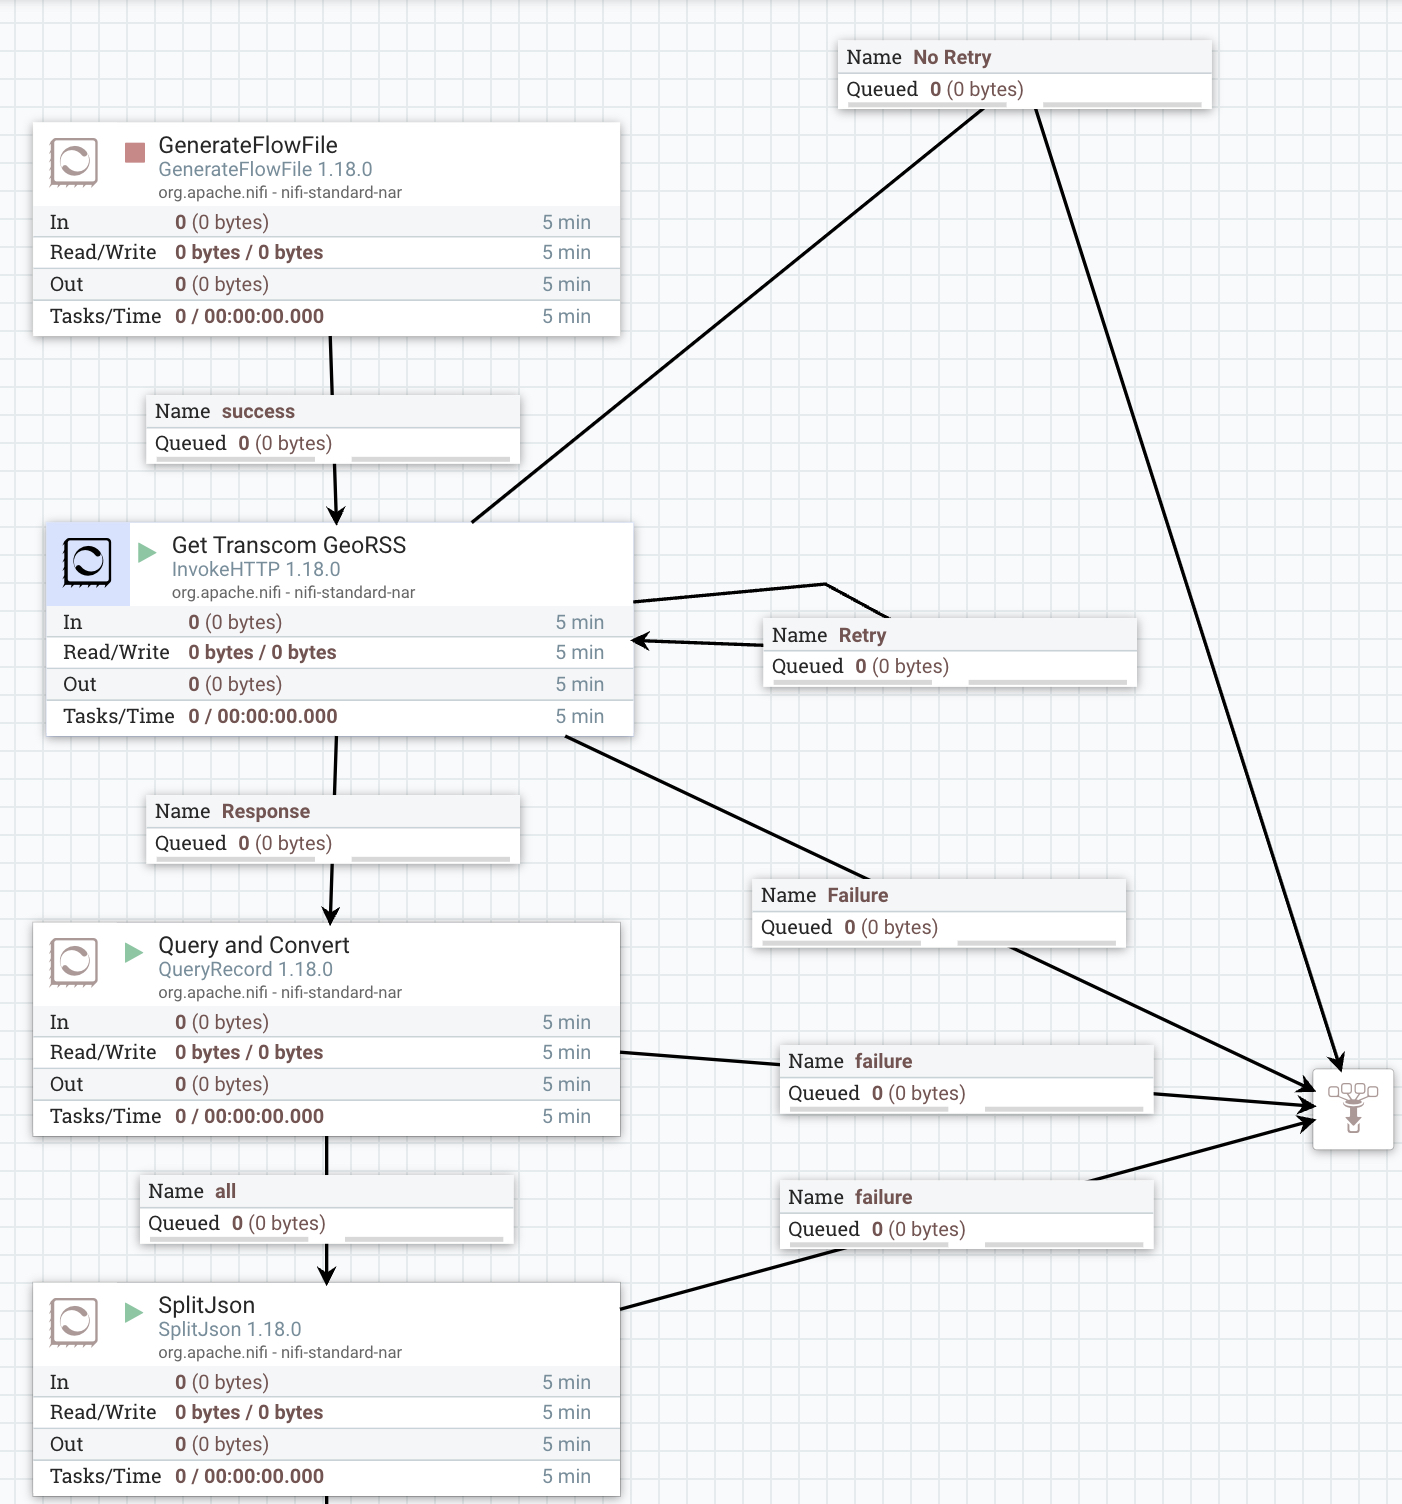 Name No Retry
Queued 0 (0 bytes)
GenerateFlowFile
GenerateFlowFile 1.18.0
org.apache.nifi - nifi-standard-nar
In 0 (0 bytes) 5 min
Read/Write 0 bytes / 0 bytes 5 min
Out 0 (0 bytes) 5 min
Tasks/Time 0 / 00:00:00.000 5 min
Name success
Queued 0 (0 bytes)
Get Transcom GeoRSS
InvokeHTTP 1.18.0
org.apache.nifi - nifi-standard-nar
In 0 (0 bytes) 5 min
Read/Write 0 bytes / 0 bytes 5 min
Out 0 (0 bytes) 5 min
Tasks/Time 0 / 00:00:00.000 5 min
Name Retry
Queued 0 (0 bytes)
Name Response
Queued 0 (0 bytes)
Name Failure
Queued 0 (0 bytes)
Query and Convert
QueryRecord 1.18.0
org.apache.nifi - nifi-standard-nar
In 0 (0 bytes) 5 min
Read/Write 0 bytes / 0 bytes 5 min
Out 0 (0 bytes) 5 min
Tasks/Time 0 / 00:00:00.000 5 min
Name failure
Queued 0 (0 bytes)
Name all
Queued 0 (0 bytes)
Name failure
Queued 0 (0 bytes)
SplitJson
SplitJson 1.18.0
org.apache.nifi - nifi-standard-nar
In 0 (0 bytes) 5 min
Read/Write 0 bytes / 0 bytes 5 min
Out 0 (0 bytes) 5 min
Tasks/Time 0 / 00:00:00.000 5 min